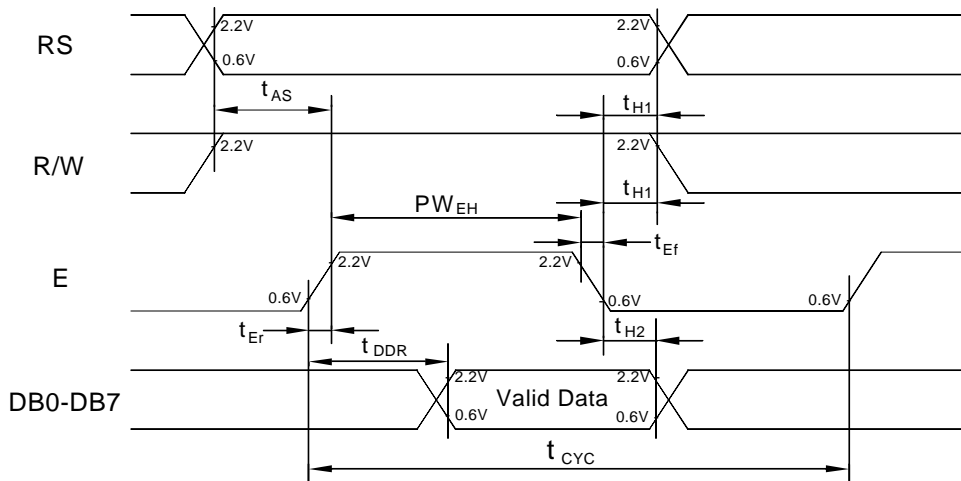 RS
2.2V
2.2V
0.6V
0.6V
tAS
tH1
R/W
2.2V
2.2V
PWEH
tH1
tEf
E
2.2V
2.2V
0.6V
0.6V
0.6V
tEr
tDDR
tH2
DB0-DB7
2.2V
Valid Data
2.2V
0.6V
0.6V
tCYC